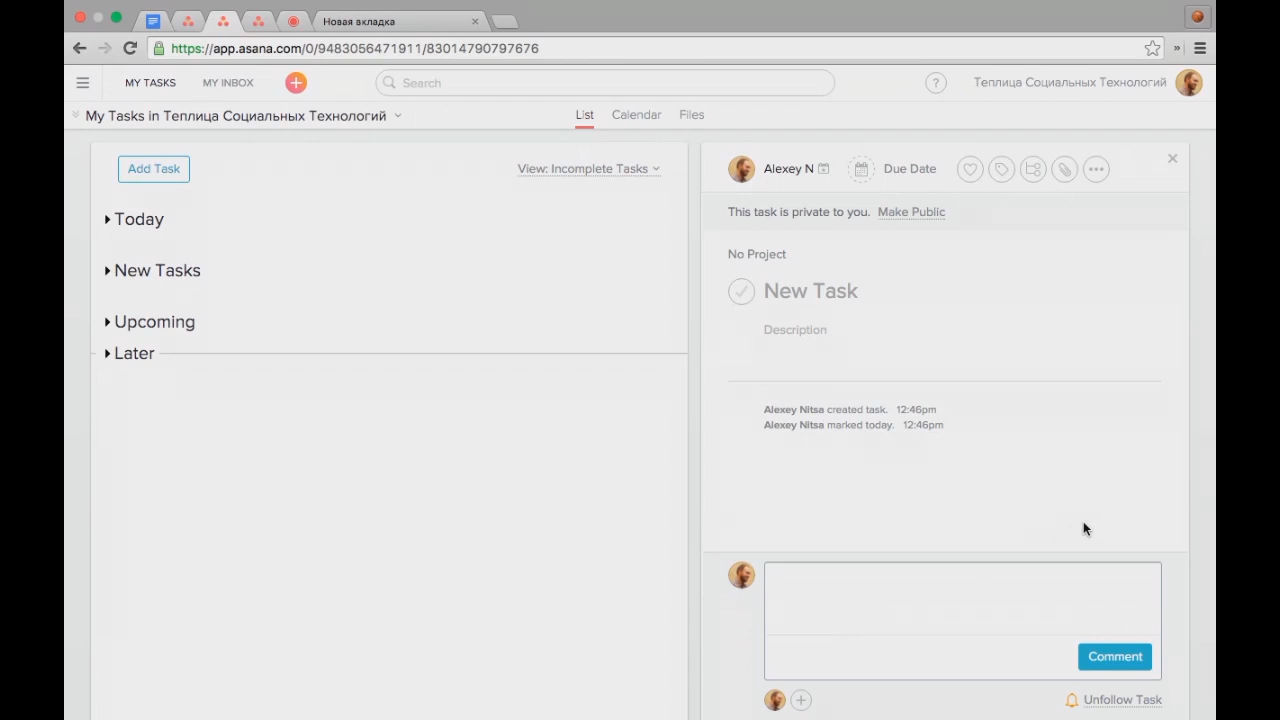 Новая вкладка
https://app.asana.com/0/9483056471911/83014790797676
MY TASKS MY INBOX Search ? Теплица Социальных Технологий
My Tasks in Теплица Социальных Технологий List Calendar Files
Add Task View: Incomplete Tasks
Today
New Tasks
Upcoming
Later
Alexey N Due Date
This task is private to you. Make Public
No Project
New Task
Description
Alexey Nitsa created task. 12:46pm
Alexey Nitsa marked today. 12:46pm
Comment
Unfollow Task